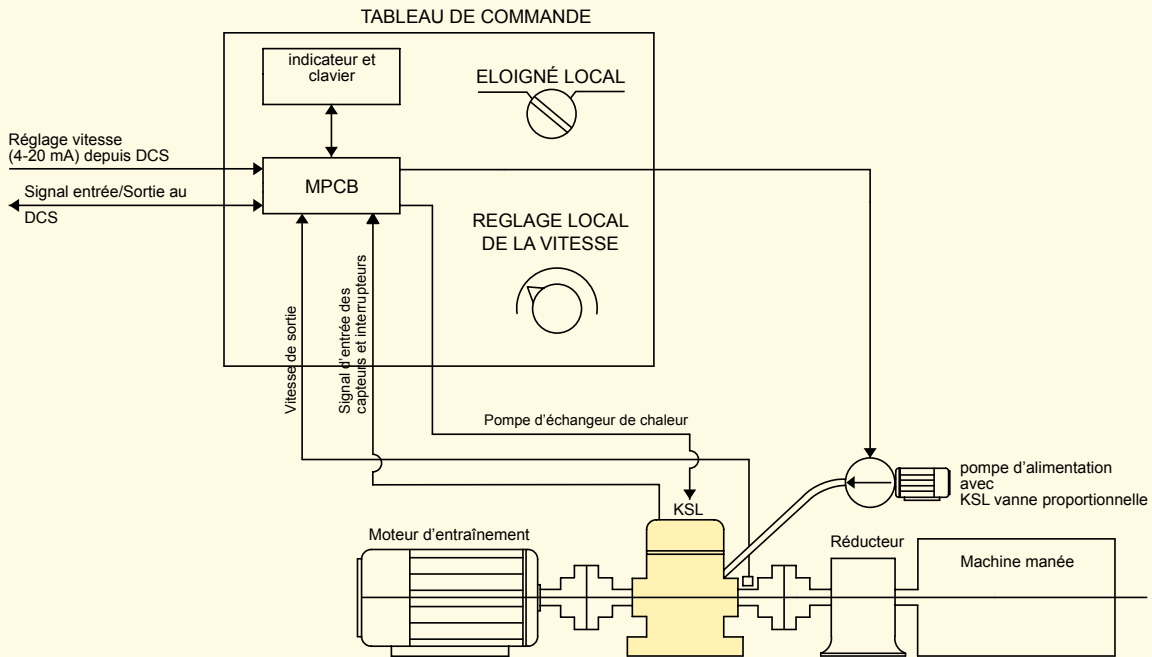 TABLEAU DE COMMANDE
indicateur et
clavier
ELOIGNÉ LOCAL
Réglage vitesse
(4-20 mA) depuis DCS
MPCB
Signal entrée/Sortie au
DCS
REGLAGE LOCAL
DE LA VITESSE
Vitesse de sortie
Signal d'entrée des
capteurs et interrupteurs
Pompe d'échangeur de chaleur
pompe d'alimentation
avec
KSL vanne proportionnelle
KSL
Moteur d'entraînement
Réducteur
Machine manée